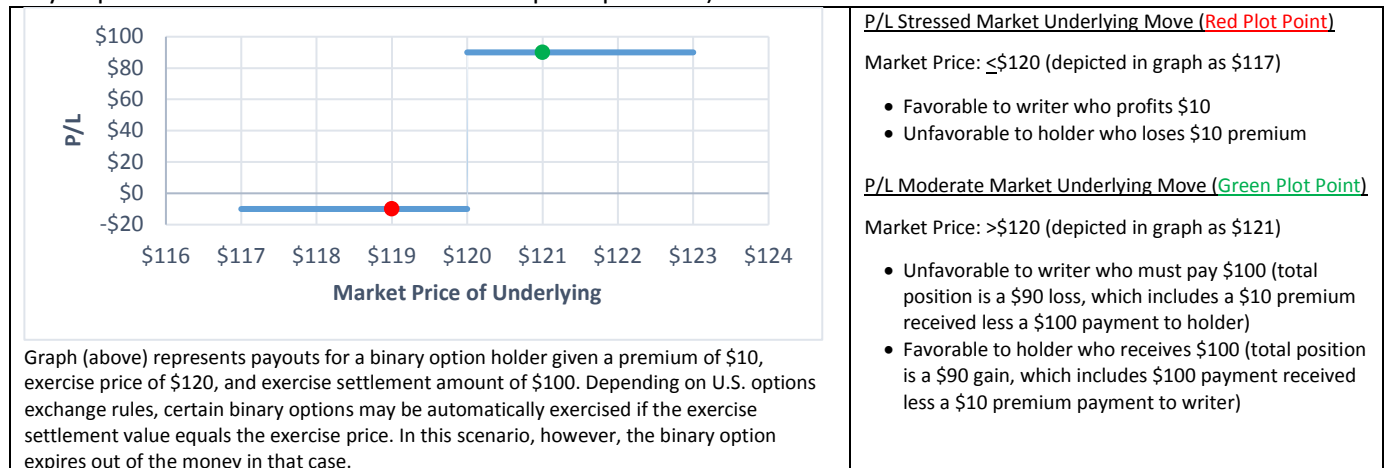 $100
$80
$60
$40
$20
$0
-$20
P/L
$116 $117 $118 $119 $120 $121 $122 $123 $124
Market Price of Underlying
Graph (above) represents payouts for a binary option holder given a premium of $10,
exercise price of $120, and exercise settlement amount of $100. Depending on U.S. options
exchange rules, certain binary options may be automatically exercised if the exercise
settlement value equals the exercise price. In this scenario, however, the binary option
expires out of the money in that case.
P/L Stressed Market Underlying Move (Red Plot Point)
Market Price: <$120 (depicted in graph as $117)
• Favorable to writer who profits $10
• Unfavorable to holder who loses $10 premium
P/L Moderate Market Underlying Move (Green Plot Point)
Market Price: >$120 (depicted in graph as $121)
• Unfavorable to writer who must pay $100 (total
position is a $90 loss, which includes a $10 premium
received less a $100 payment to holder)
• Favorable to holder who receives $100 (total position
is a $90 gain, which includes $100 payment received
less a $10 premium payment to writer)